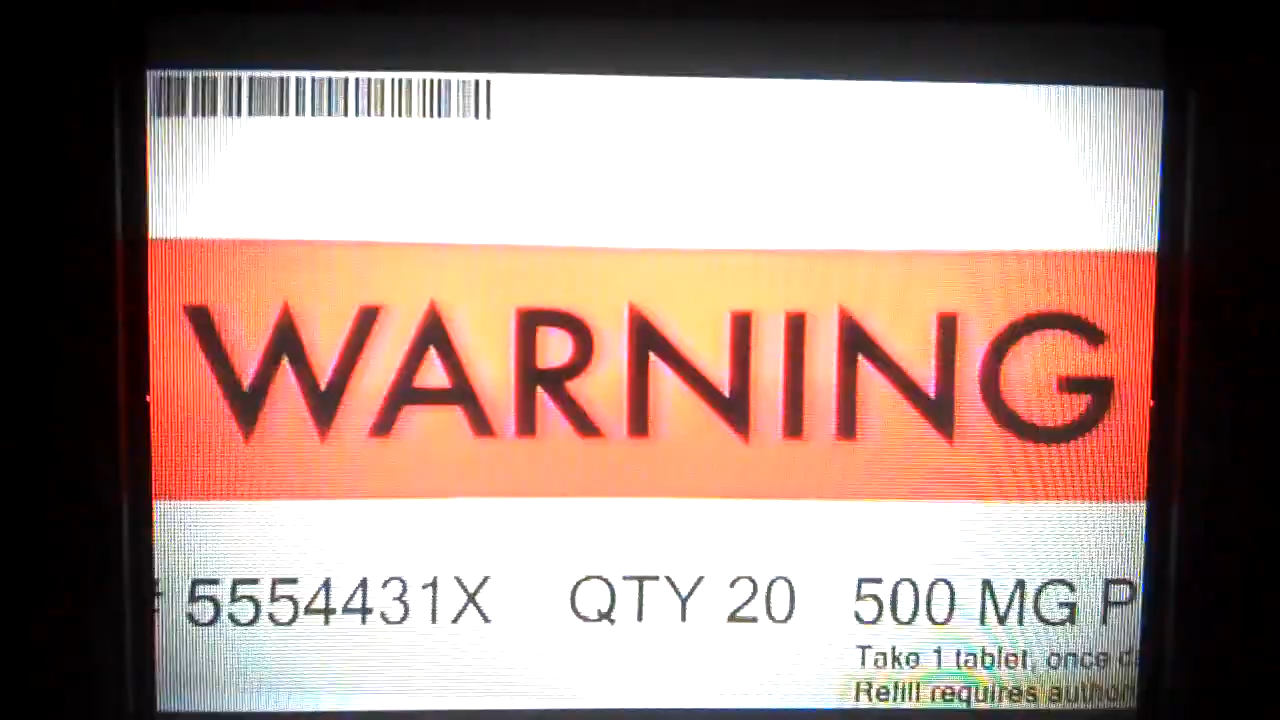 WARNING
# 5554431X QTY 20 500 MG P
Take 1 tablet, once
Refill requires